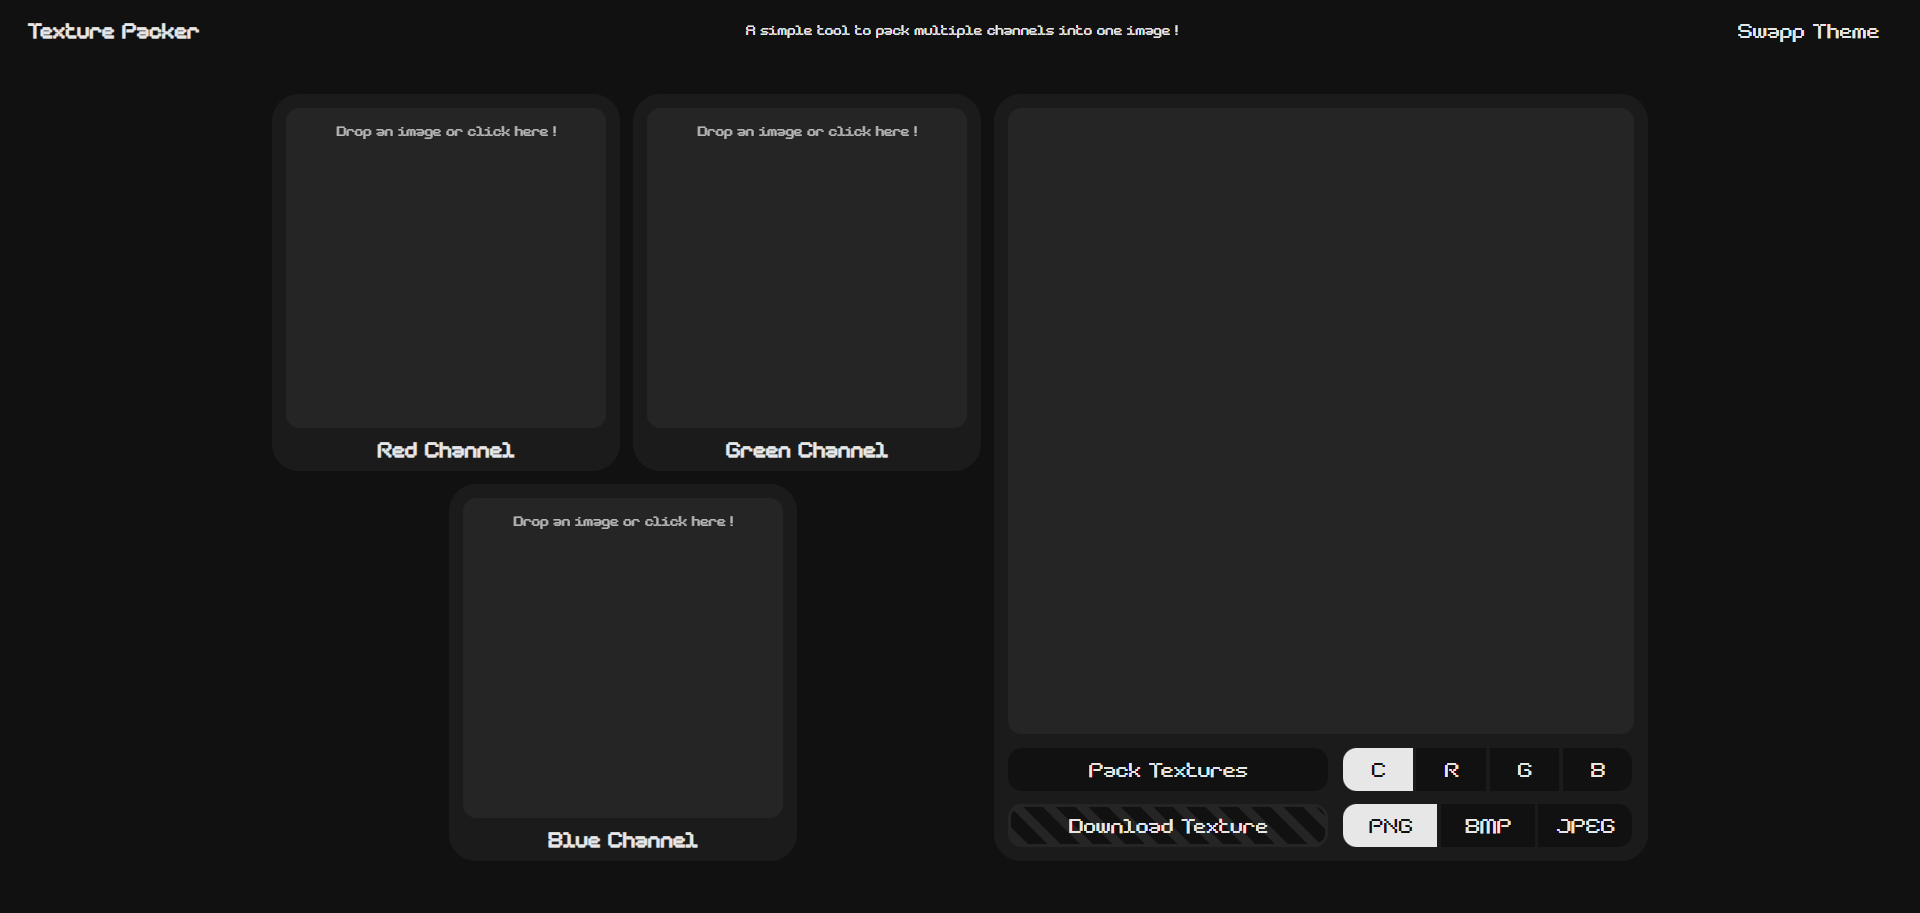 Texture Packer
A simple tool to pack multiple channels into one image !
Swapp Theme
Drop an image or click here !
Red Channel
Drop an image or click here !
Green Channel
Drop an image or click here !
Blue Channel
Pack Textures
C R G B
Download Texture
PNG BMP JPEG